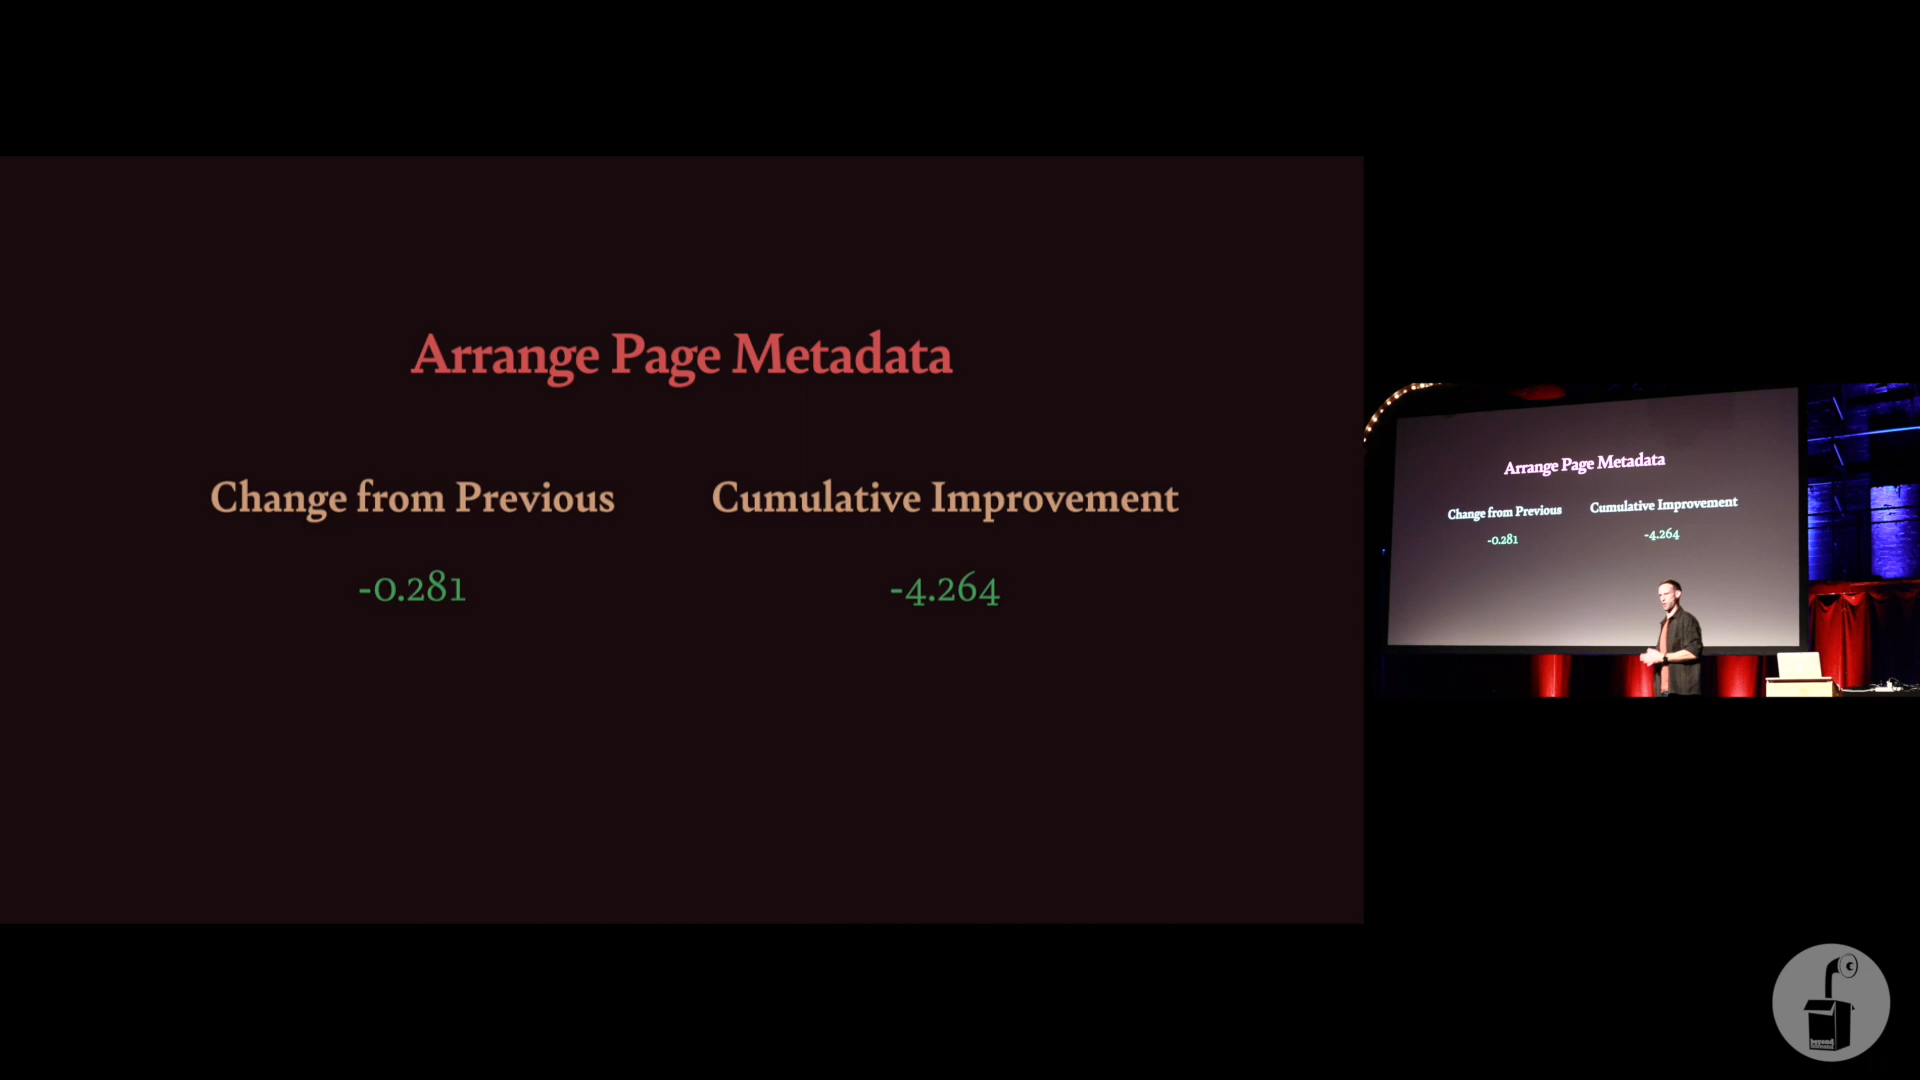 Arrange Page Metadata
Change from Previous
Cumulative Improvement
-0.281
-4.264
Arrange Page Metadata
Change from Previous
Cumulative Improvement
-0.281
-4.264
beyond